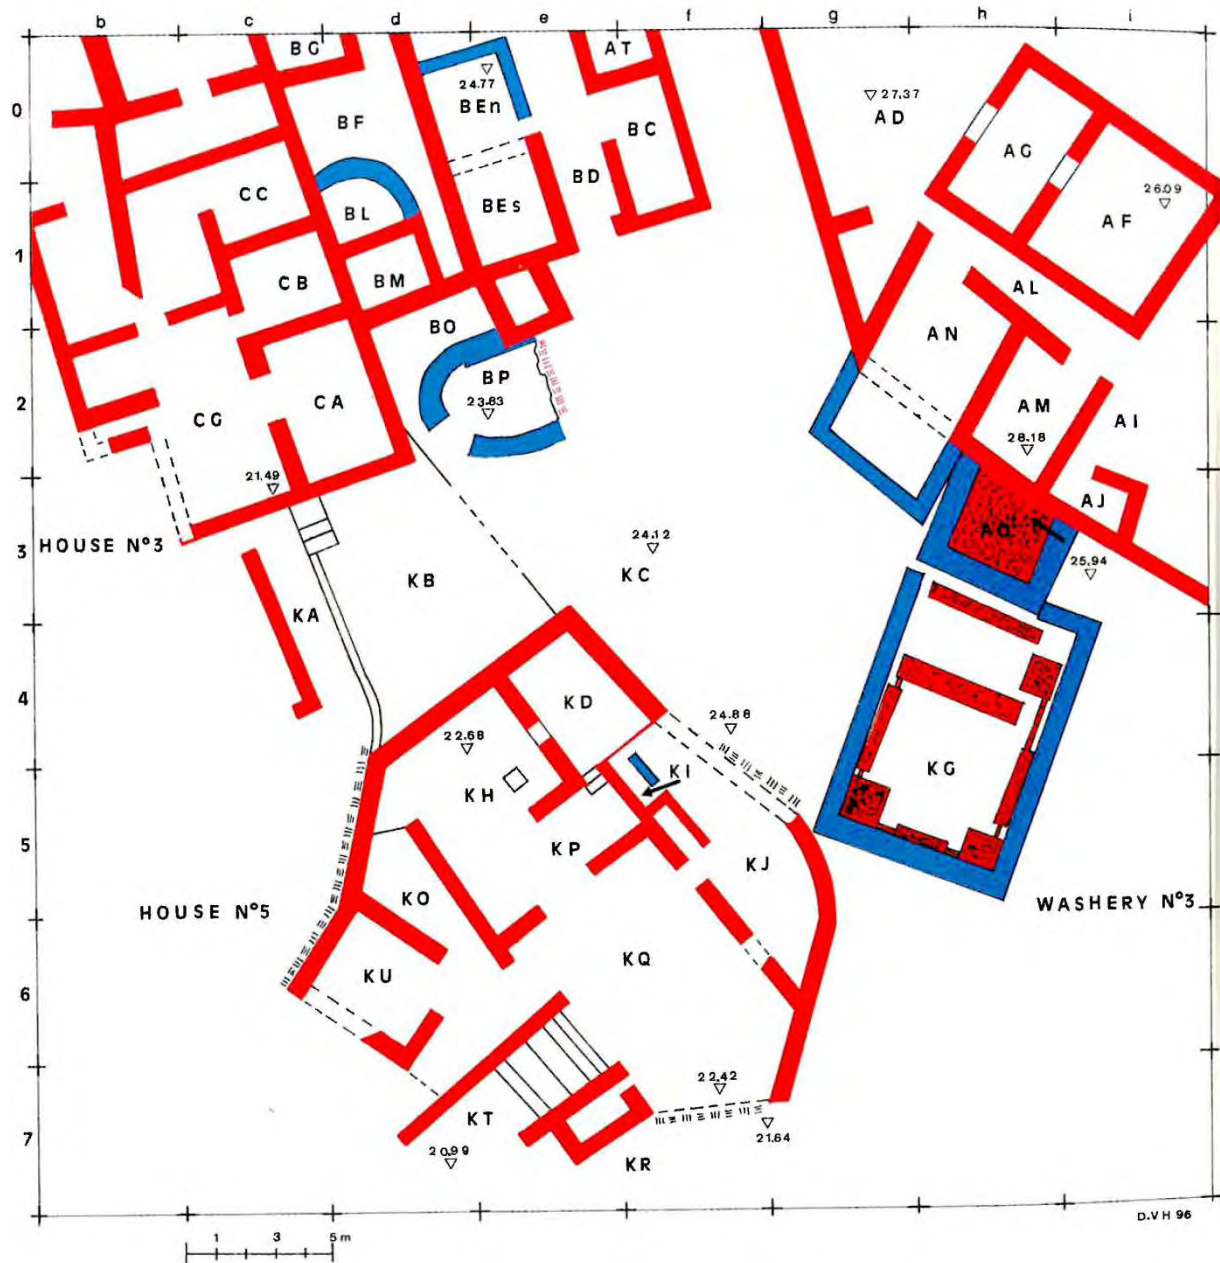 b c d e f g h i
BG AT
24.77
BEn
27.37
AD
0
BF BC AG
CC BD 26.09
BL BEs AF
1
CB BM AL
BO AN
BP
CA 23.83 AM AI
2
CG 28.18
21.49 AJ
AO
HOUSE N°3 3 24.12 25.94
KB KC
KA
4 KD 24.88
22.68
KI KG
KH
5 KP KJ
KO
HOUSE N°5 WASHERY N°3
KQ
6 KU
22.42
KT
7 20.99 21.64
KR
D.V H 96
1 3 5 m